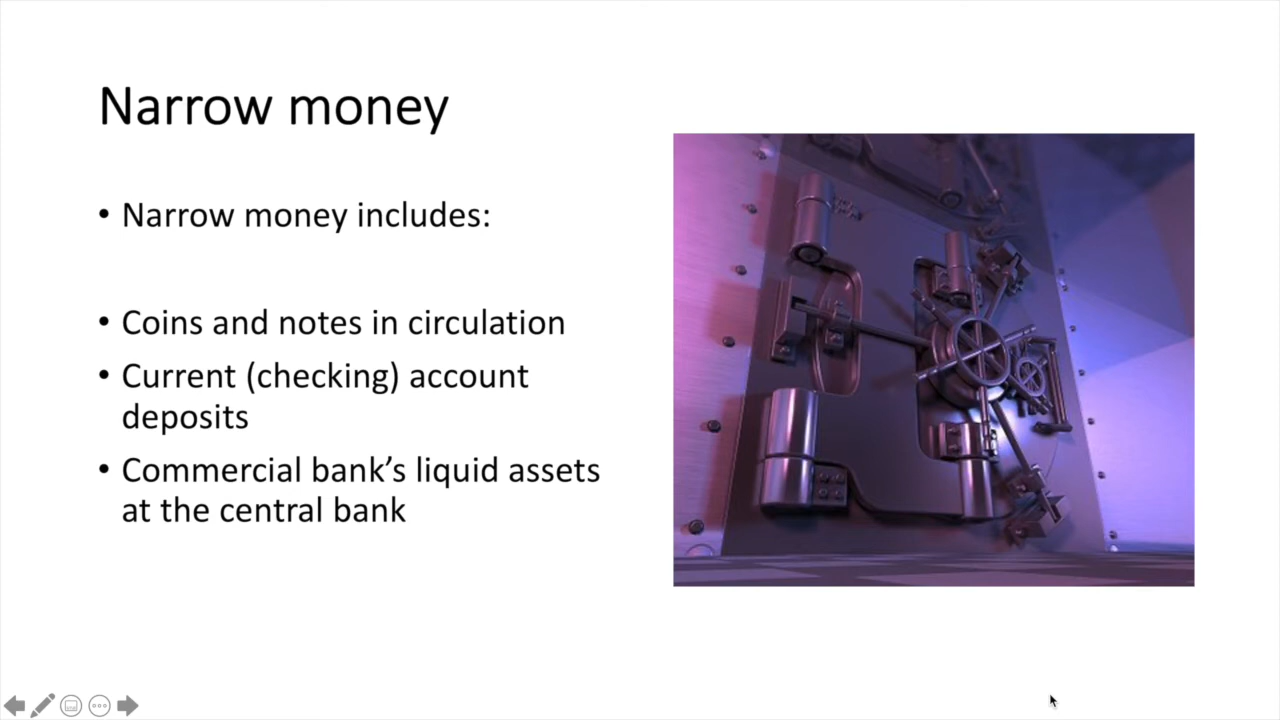 Narrow money
• Narrow money includes:
• Coins and notes in circulation
• Current (checking) account
deposits
• Commercial bank’s liquid assets
at the central bank